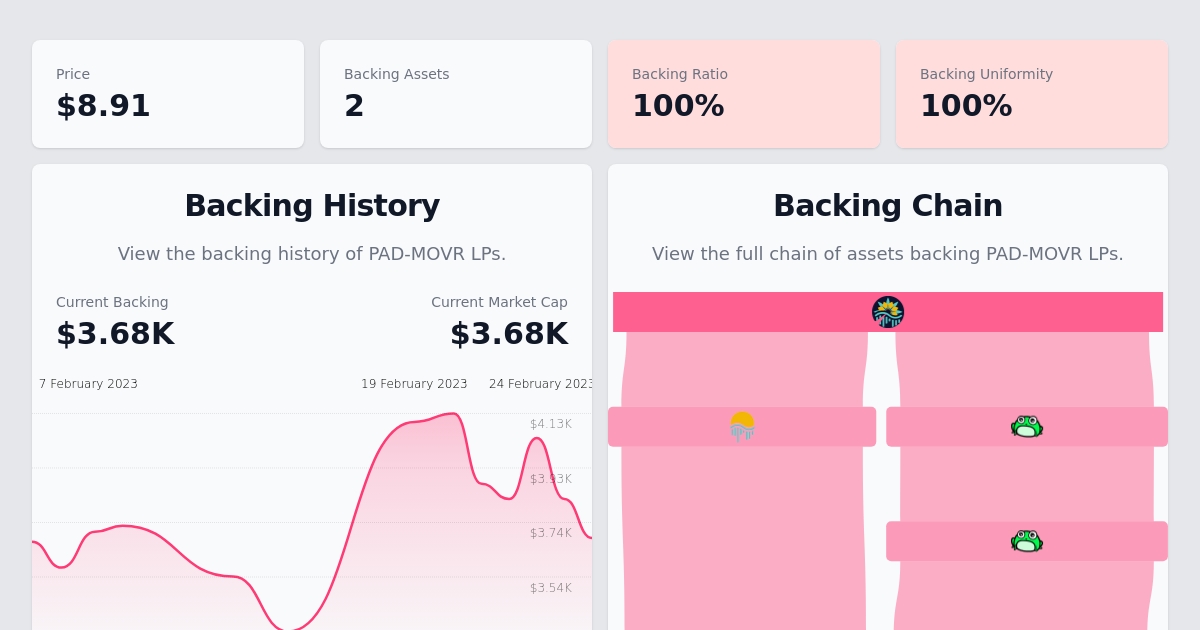 Price
$8.91
Backing Assets
2
Backing Ratio
100%
Backing Uniformity
100%
Backing History
View the backing history of PAD-MOVR LPs.
Current Backing
$3.68K
Current Market Cap
$3.68K
7 February 2023
19 February 2023
24 February 2023
$4.13K
$3.93K
$3.74K
$3.54K
Backing Chain
View the full chain of assets backing PAD-MOVR LPs.